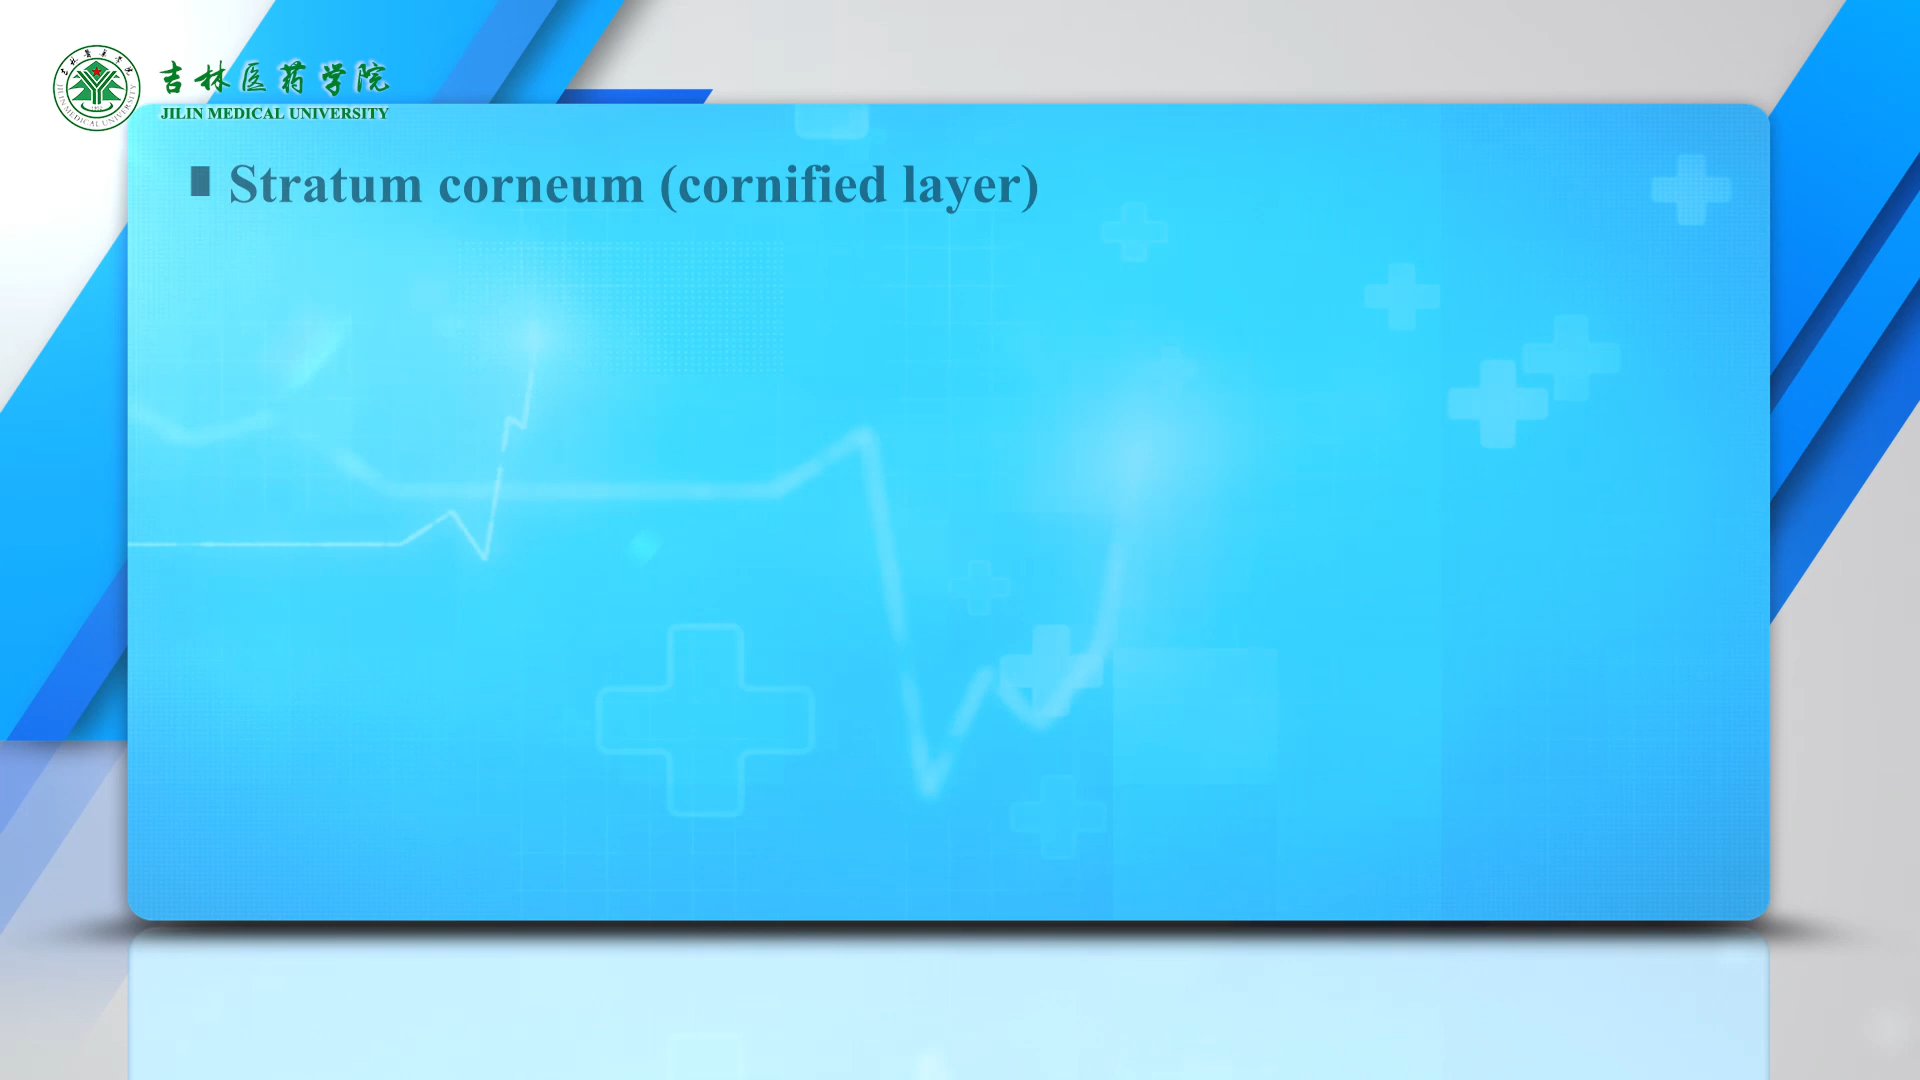 吉林医药学院
JILIN MEDICAL UNIVERSITY
Stratum corneum (cornified layer)